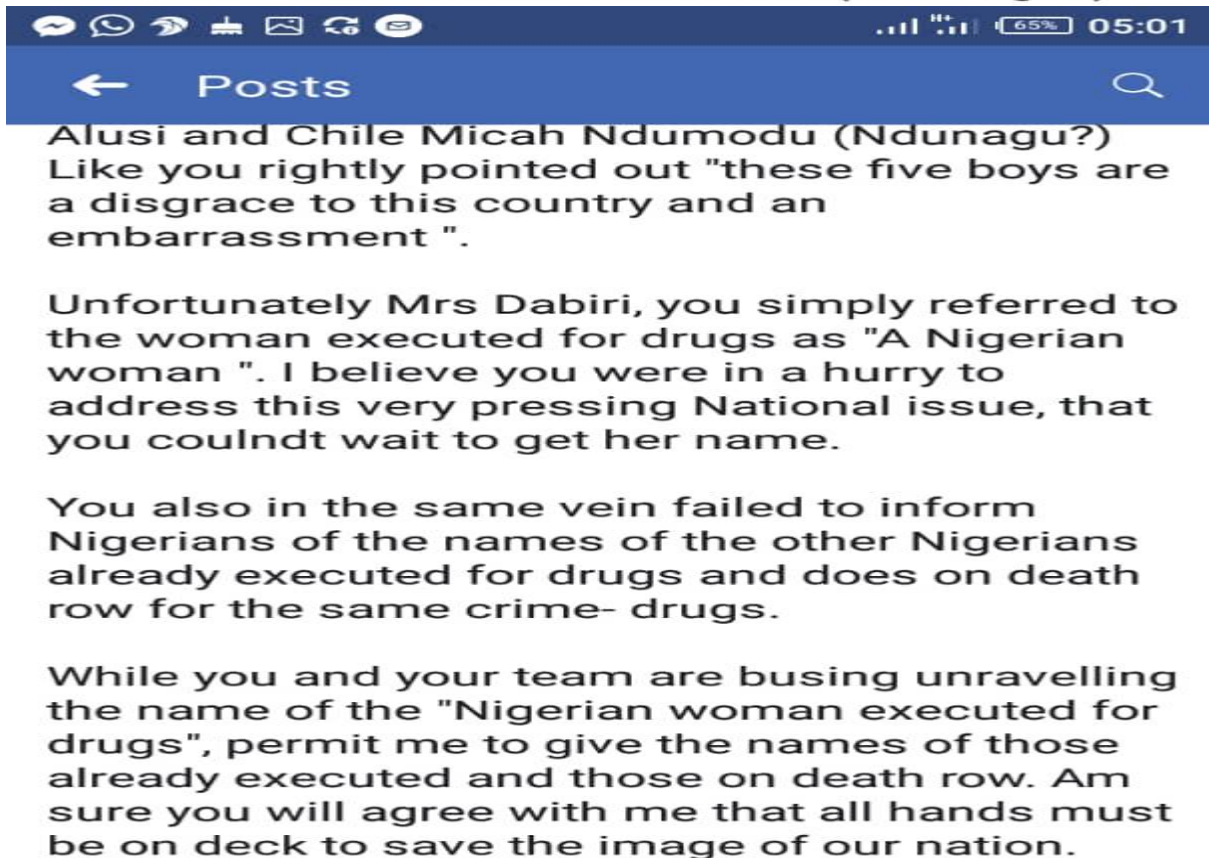 H+
65%
05:01
Posts
Alusi and Chile Micah Ndumodu (Ndunagu?)
Like you rightly pointed out "these five boys are
a disgrace to this country and an
embarrassment ".
Unfortunately Mrs Dabiri, you simply referred to
the woman executed for drugs as "A Nigerian
woman ". I believe you were in a hurry to
address this very pressing National issue, that
you coulndt wait to get her name.
You also in the same vein failed to inform
Nigerians of the names of the other Nigerians
already executed for drugs and does on death
row for the same crime- drugs.
While you and your team are busing unravelling
the name of the "Nigerian woman executed for
drugs", permit me to give the names of those
already executed and those on death row. Am
sure you will agree with me that all hands must
be on deck to save the image of our nation.